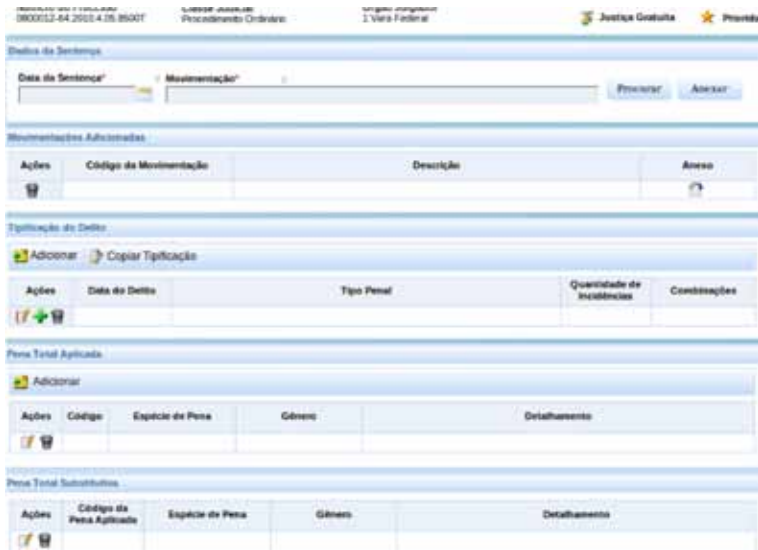 0800012-64.2010.4.05.8500T Procedimento Ordinário 1 Vara Federal Justiça Gratuita
Dados da Sentença
Data da Sentença* Movimentação*
Procurar Anexar
Movimentações Adicionadas
Ações Código da Movimentação Descrição Anexo
Tipificação do Delito
Adicionar Copiar Tipificação
Ações Data do Delito Tipo Penal Quantidade de Incidências Combinações
Pena Total Aplicada
Adicionar
Ações Código Espécie de Pena Gênero Detalhamento
Pena Total Substitutiva
Ações Código da Pena Aplicada Espécie de Pena Gênero Detalhamento